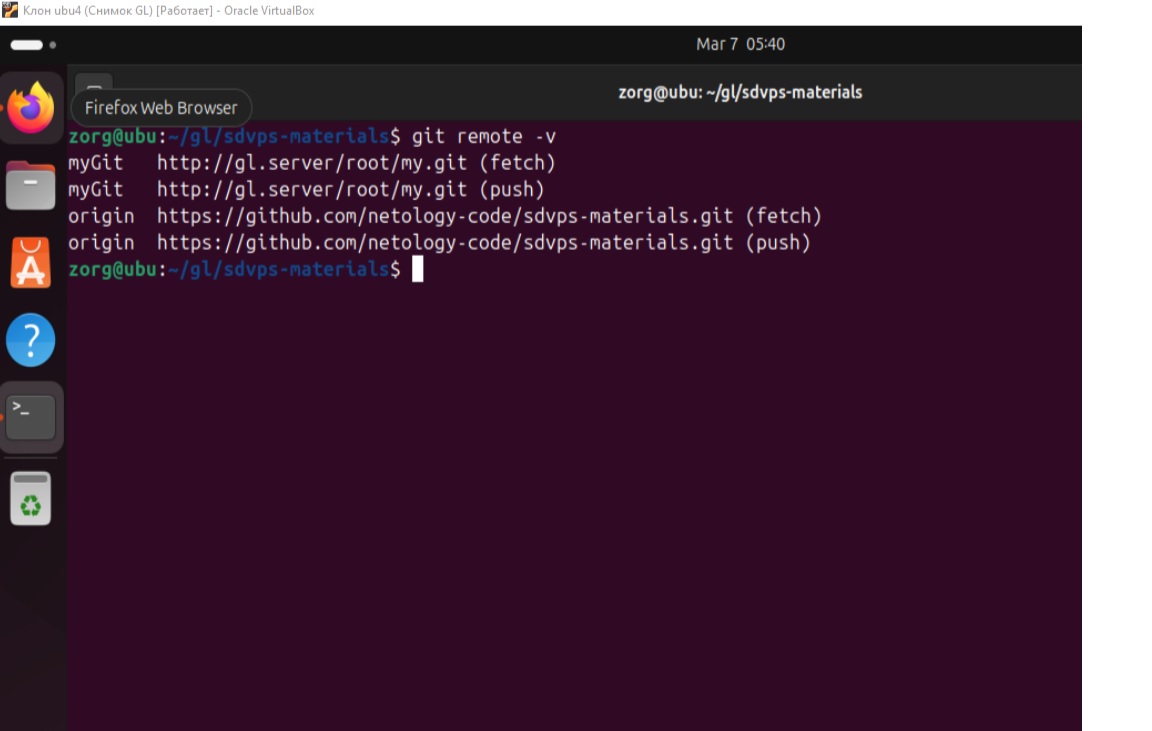 Клон ubu4 (Снимок GL) [Работает] - Oracle VirtualBox
Mar 7 05:40
zorg@ubu: ~/gl/sdvps-materials
Firefox Web Browser
zorg@ubu:~/gl/sdvps-materials$ git remote -v
myGit   http://gl.server/root/my.git (fetch)
myGit   http://gl.server/root/my.git (push)
origin  https://github.com/netology-code/sdvps-materials.git (fetch)
origin  https://github.com/netology-code/sdvps-materials.git (push)
zorg@ubu:~/gl/sdvps-materials$